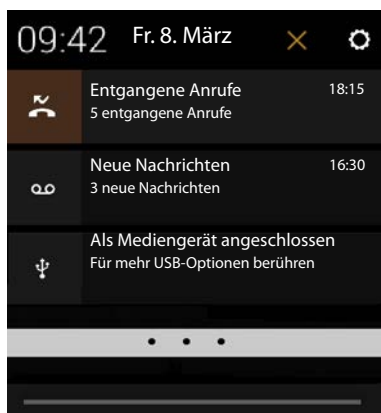 09:42 Fr. 8. März
Entgangene Anrufe 18:15
5 entgangene Anrufe
Neue Nachrichten 16:30
3 neue Nachrichten
Als Mediengerät angeschlossen
Für mehr USB-Optionen berühren